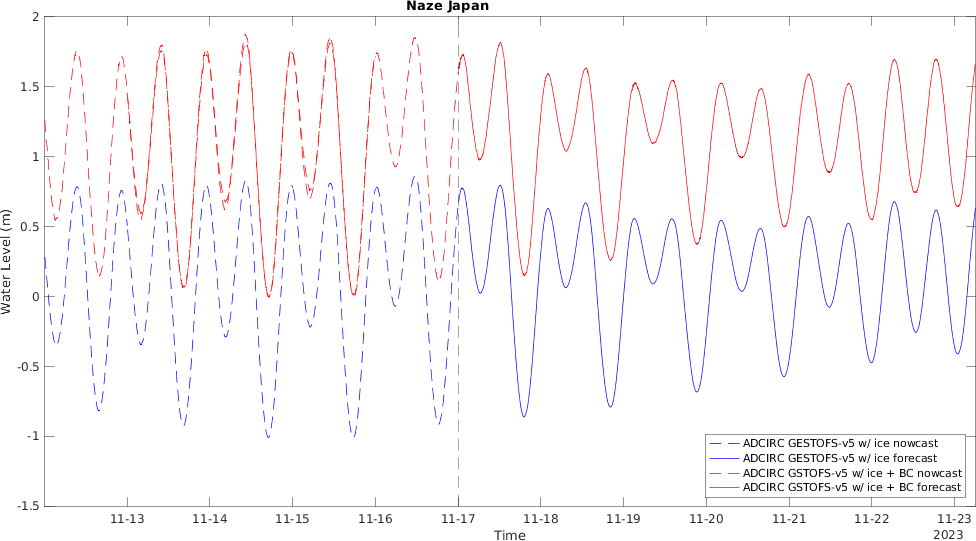 Naze Japan
2
1.5
1
0.5
0
-0.5
-1
-1.5
Water Level (m)
ADCIRC GESTOFS-v5 w/ ice nowcast
ADCIRC GESTOFS-v5 w/ ice forecast
ADCIRC GSTOFS-v5 w/ ice + BC nowcast
ADCIRC GSTOFS-v5 w/ ice + BC forecast
11-13 11-14 11-15 11-16 11-17 11-18 11-19 11-20 11-21 11-22 11-23
Time
2023